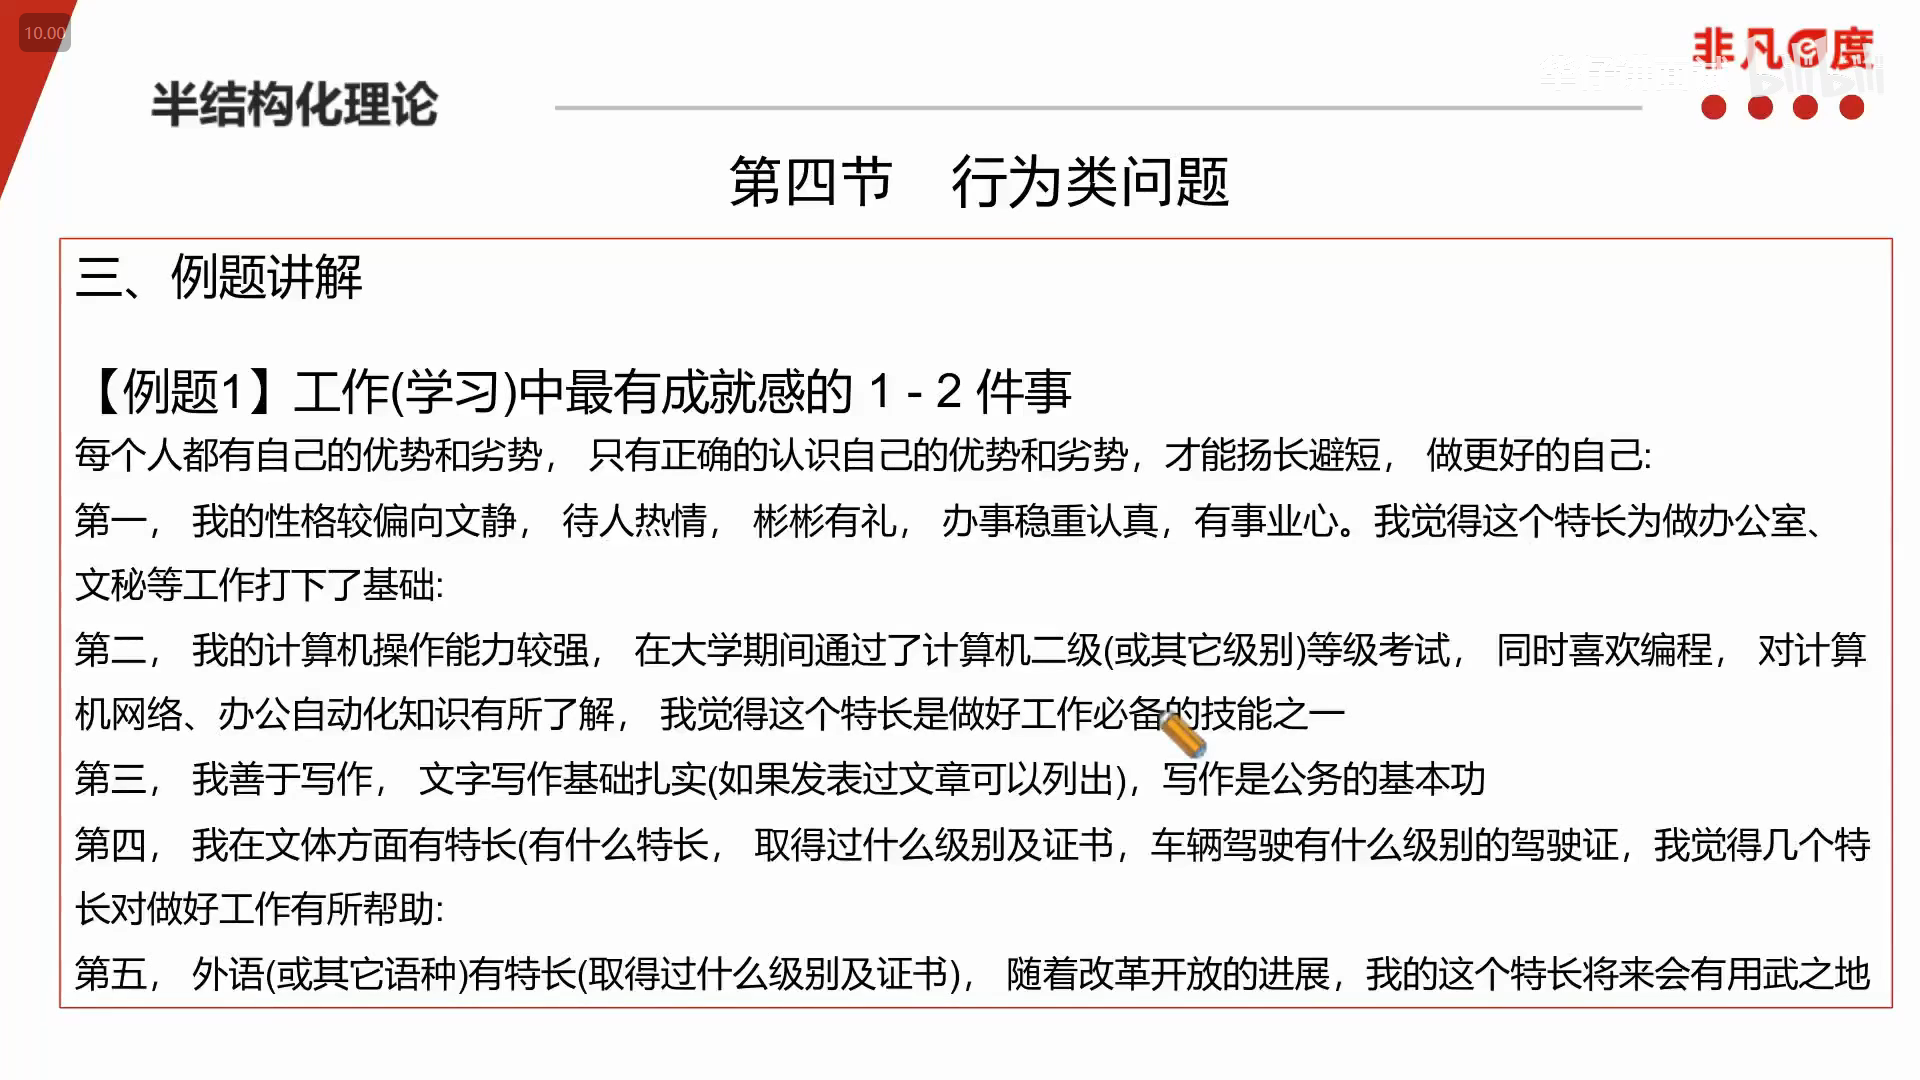 10.00
非凡e度
半结构化理论
第四节 行为类问题
三、例题讲解
【例题1】工作(学习)中最有成就感的 1 - 2 件事
每个人都有自己的优势和劣势， 只有正确的认识自己的优势和劣势，才能扬长避短， 做更好的自己:
第一， 我的性格较偏向文静， 待人热情， 彬彬有礼， 办事稳重认真，有事业心。我觉得这个特长为做办公室、
文秘等工作打下了基础:
第二， 我的计算机操作能力较强， 在大学期间通过了计算机二级(或其它级别)等级考试， 同时喜欢编程， 对计算
机网络、办公自动化知识有所了解， 我觉得这个特长是做好工作必备的技能之一
第三， 我善于写作， 文字写作基础扎实(如果发表过文章可以列出)，写作是公务的基本功
第四， 我在文体方面有特长(有什么特长， 取得过什么级别及证书，车辆驾驶有什么级别的驾驶证，我觉得几个特
长对做好工作有所帮助:
第五， 外语(或其它语种)有特长(取得过什么级别及证书)， 随着改革开放的进展，我的这个特长将来会有用武之地